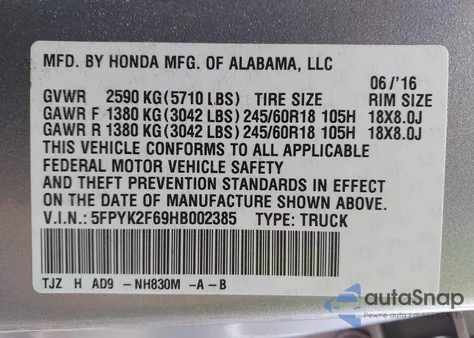 MFD. BY HONDA MFG. OF ALABAMA, LLC
06/'16
GVWR 2590 KG(5710 LBS) TIRE SIZE RIM SIZE
GAWR F 1380 KG(3042 LBS) 245/60R18 105H 18X8.0J
GAWR R 1380 KG(3042 LBS) 245/60R18 105H 18X8.0J
THIS VEHICLE CONFORMS TO ALL APPLICABLE
FEDERAL MOTOR VEHICLE SAFETY
AND THEFT PREVENTION STANDARDS IN EFFECT
ON THE DATE OF MANUFACTURE SHOWN ABOVE.
V.I.N.: 5FPYK2F69HB002385 TYPE: TRUCK
TJZ H AD9 -NH830M -A-B
autoSnap
Pewne auto z